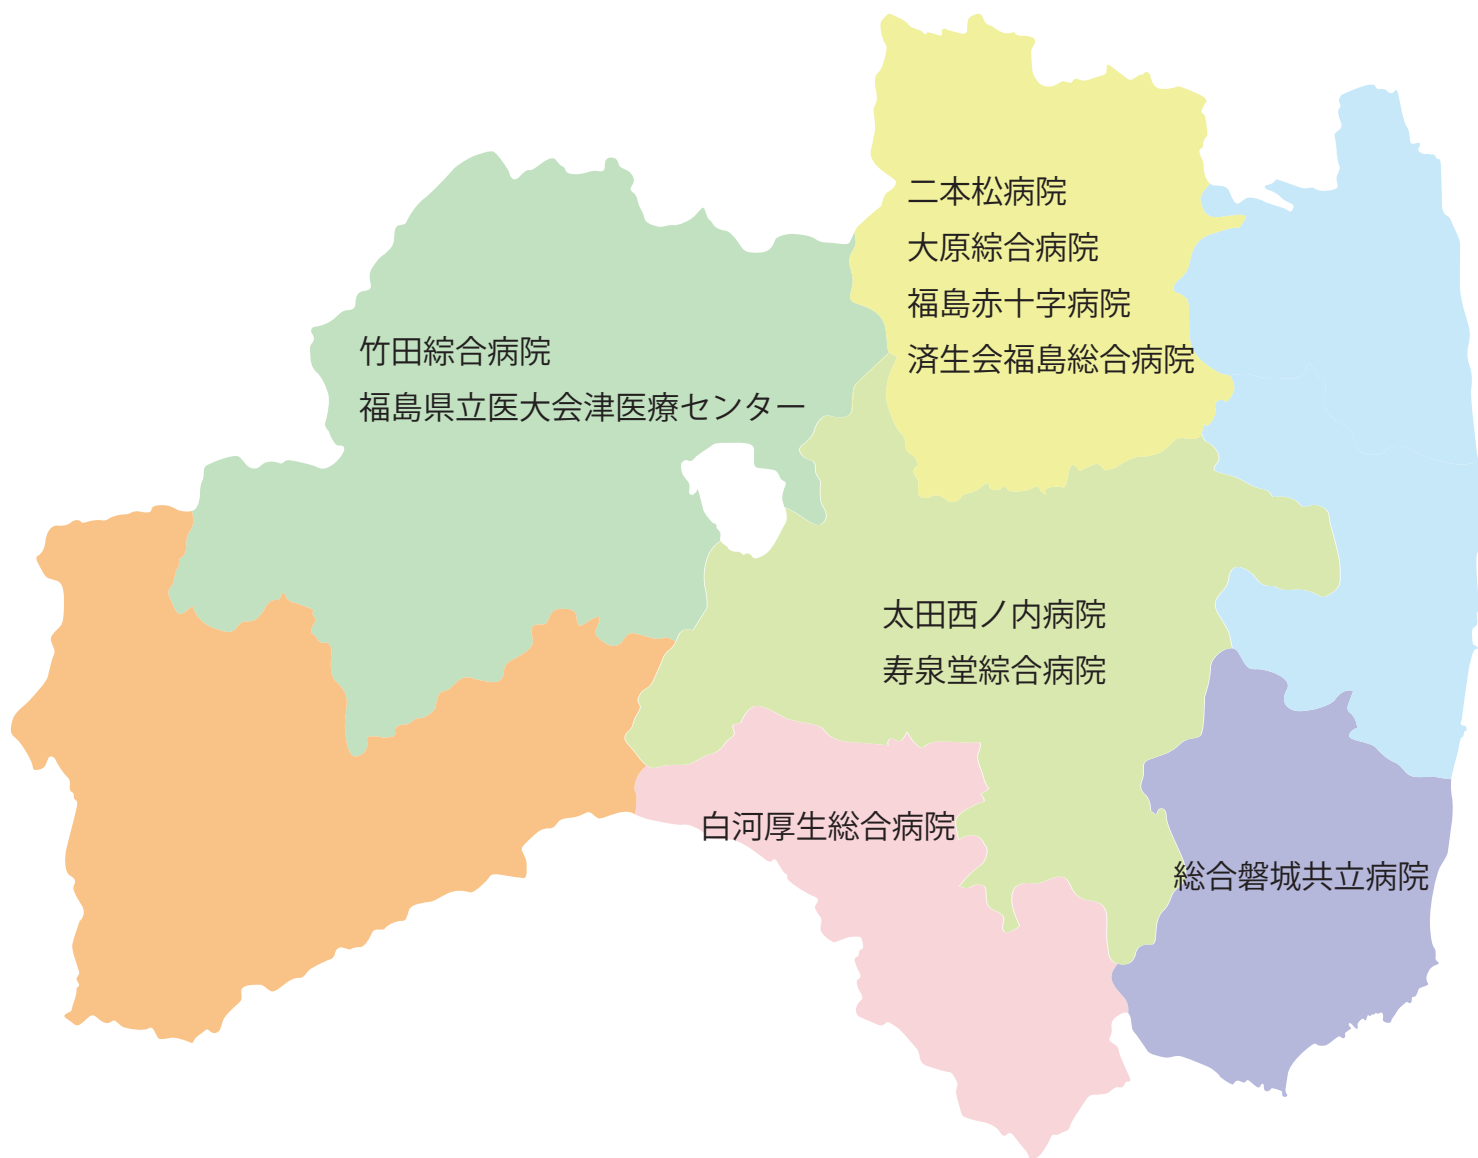 二本松病院
大原綜合病院
福島赤十字病院
済生会福島総合病院
竹田綜合病院
福島県立医大会津医療センター
太田西ノ内病院
寿泉堂綜合病院
白河厚生総合病院
総合磐城共立病院